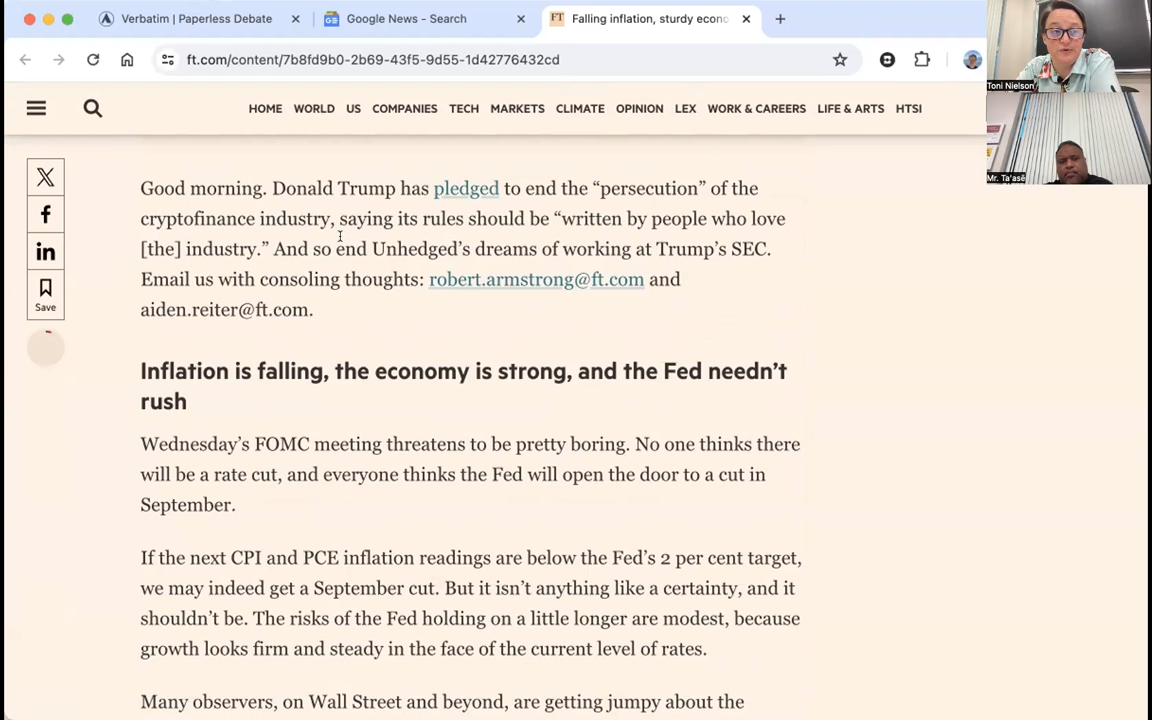 Verbatim | Paperless Debate
Google News - Search
FT Falling inflation, sturdy econo
ft.com/content/7b8fd9b0-2b69-43f5-9d55-1d42776432cd
HOME WORLD US COMPANIES TECH MARKETS CLIMATE OPINION LEX WORK & CAREERS LIFE & ARTS HTSI
Toni Nielson
Mr. Ta'asē
Save
Good morning. Donald Trump has pledged to end the “persecution” of the
cryptofinance industry, saying its rules should be “written by people who love
[the] industry.” And so end Unhedged’s dreams of working at Trump’s SEC.
Email us with consoling thoughts: robert.armstrong@ft.com and
aiden.reiter@ft.com.
Inflation is falling, the economy is strong, and the Fed needn’t
rush
Wednesday’s FOMC meeting threatens to be pretty boring. No one thinks there
will be a rate cut, and everyone thinks the Fed will open the door to a cut in
September.
If the next CPI and PCE inflation readings are below the Fed’s 2 per cent target,
we may indeed get a September cut. But it isn’t anything like a certainty, and it
shouldn’t be. The risks of the Fed holding on a little longer are modest, because
growth looks firm and steady in the face of the current level of rates.
Many observers, on Wall Street and beyond, are getting jumpy about the